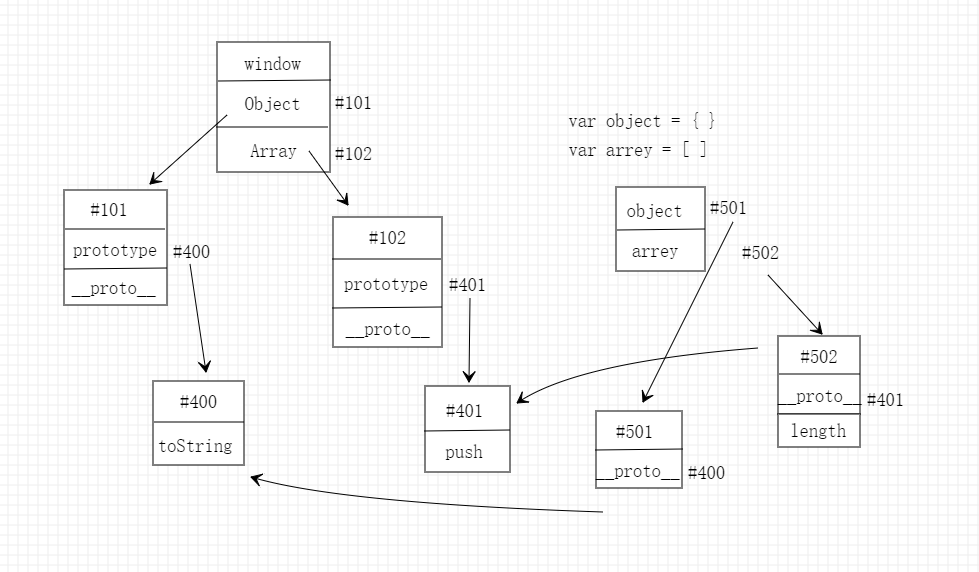 window
Object
#101
Array
#102
var object = { }
var arrey = [ ]
#101
prototype
#400
__proto__
#102
prototype
#401
__proto__
object
#501
arrey
#502
#400
toString
#401
push
#501
__proto__
#400
#502
__proto__
#401
length